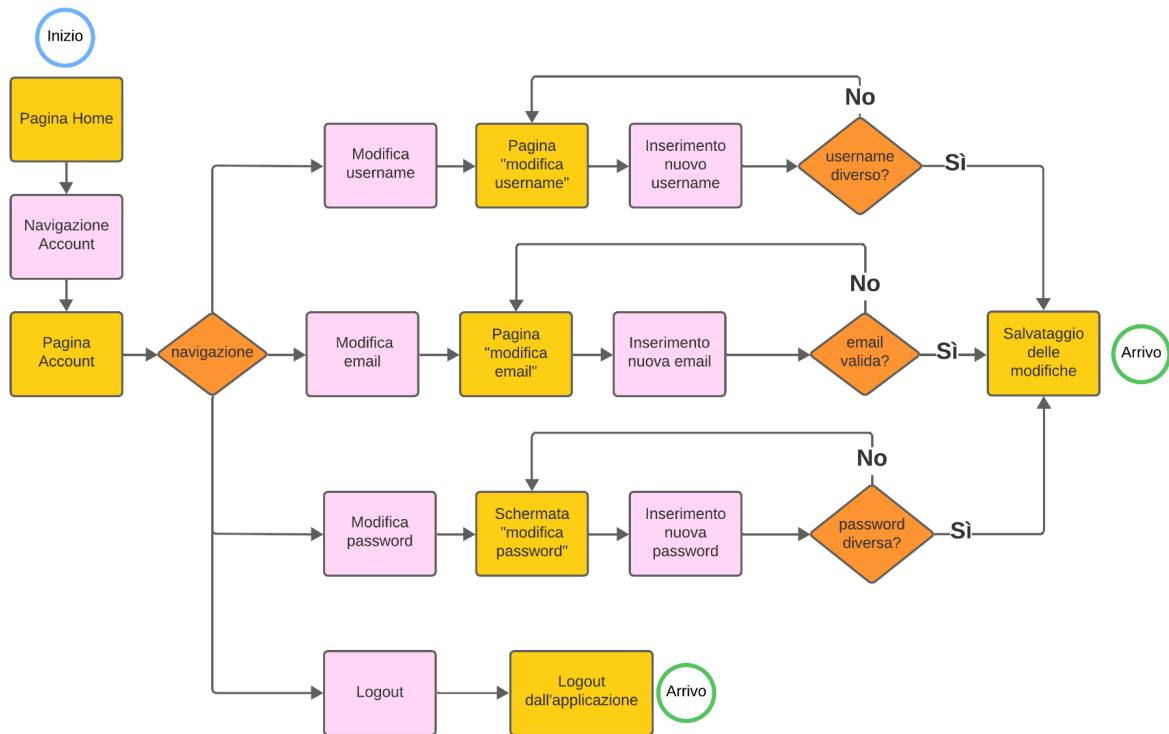 Inizio
Pagina Home
Navigazione
Account
Pagina
Account
navigazione
Modifica
username
Pagina
"modifica
username"
Inserimento
nuovo
username
username
diverso?
No
Sì
Modifica
email
Pagina
"modifica
email"
Inserimento
nuova email
email
valida?
No
Sì
Salvataggio
delle
modifiche
Arrivo
Modifica
password
Schermata
"modifica
password"
Inserimento
nuova
password
password
diversa?
No
Sì
Logout
Logout
dall'applicazione
Arrivo